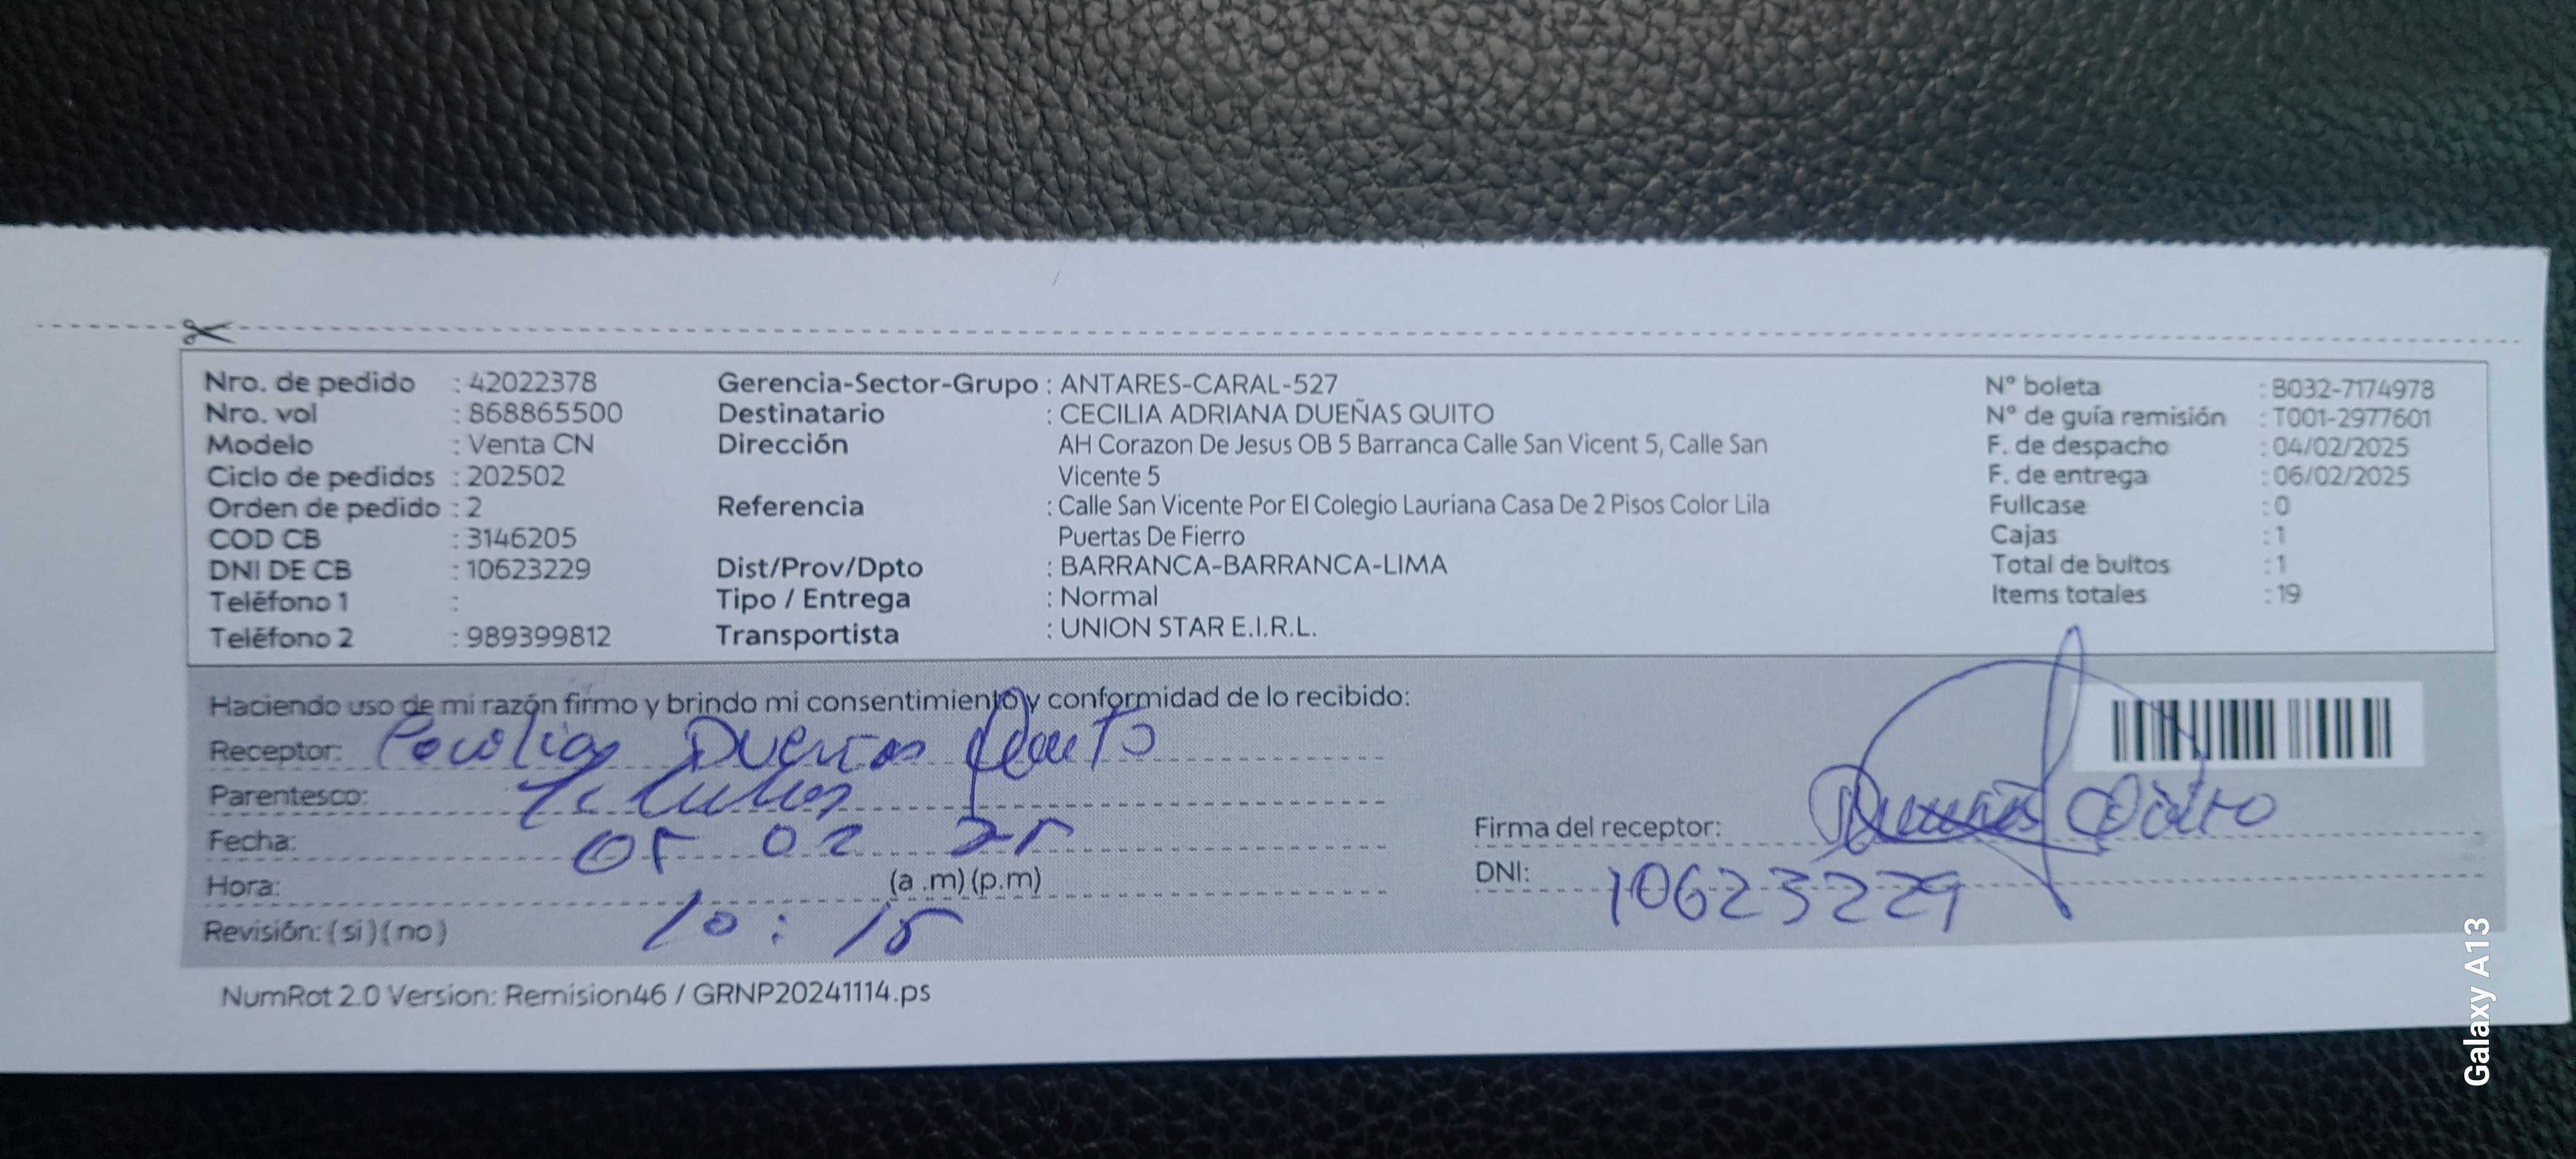 Nro. de pedido : 42022378
Nro. vol : 868865500
Modelo : Venta CN
Ciclo de pedidos : 202502
Orden de pedido : 2
COD CB : 3146205
DNI DE CB : 10623229
Teléfono 1 :
Teléfono 2 : 989399812
Gerencia-Sector-Grupo : ANTARES-CARAL-527
Destinatario : CECILIA ADRIANA DUEÑAS QUITO
Dirección AH Corazon De Jesus OB 5 Barranca Calle San Vicent 5, Calle San
Vicente 5
Referencia : Calle San Vicente Por El Colegio Lauriana Casa De 2 Pisos Color Lila
Puertas De Fierro
Dist/Prov/Dpto : BARRANCA-BARRANCA-LIMA
Tipo / Entrega : Normal
Transportista : UNION STAR E.I.R.L.
N° boleta : B032-7174978
N° de guía remisión : T001-2977601
F. de despacho : 04/02/2025
F. de entrega : 06/02/2025
Fullcase : 0
Cajas : 1
Total de bultos : 1
Items totales : 19
Haciendo uso de mi razón firmo y brindo mi consentimiento y conformidad de lo recibido:
Receptor: Cecilia Dueñas Quito
Parentesco:
Fecha: 05 02 25
Hora: (a .m) (p.m)
10:15
Revisión: (si) (no)
Firma del receptor: Dueñas Quito
DNI: 10623229
NumRot 2.0 Version: Remision46 / GRNP20241114.ps
Galaxy A13